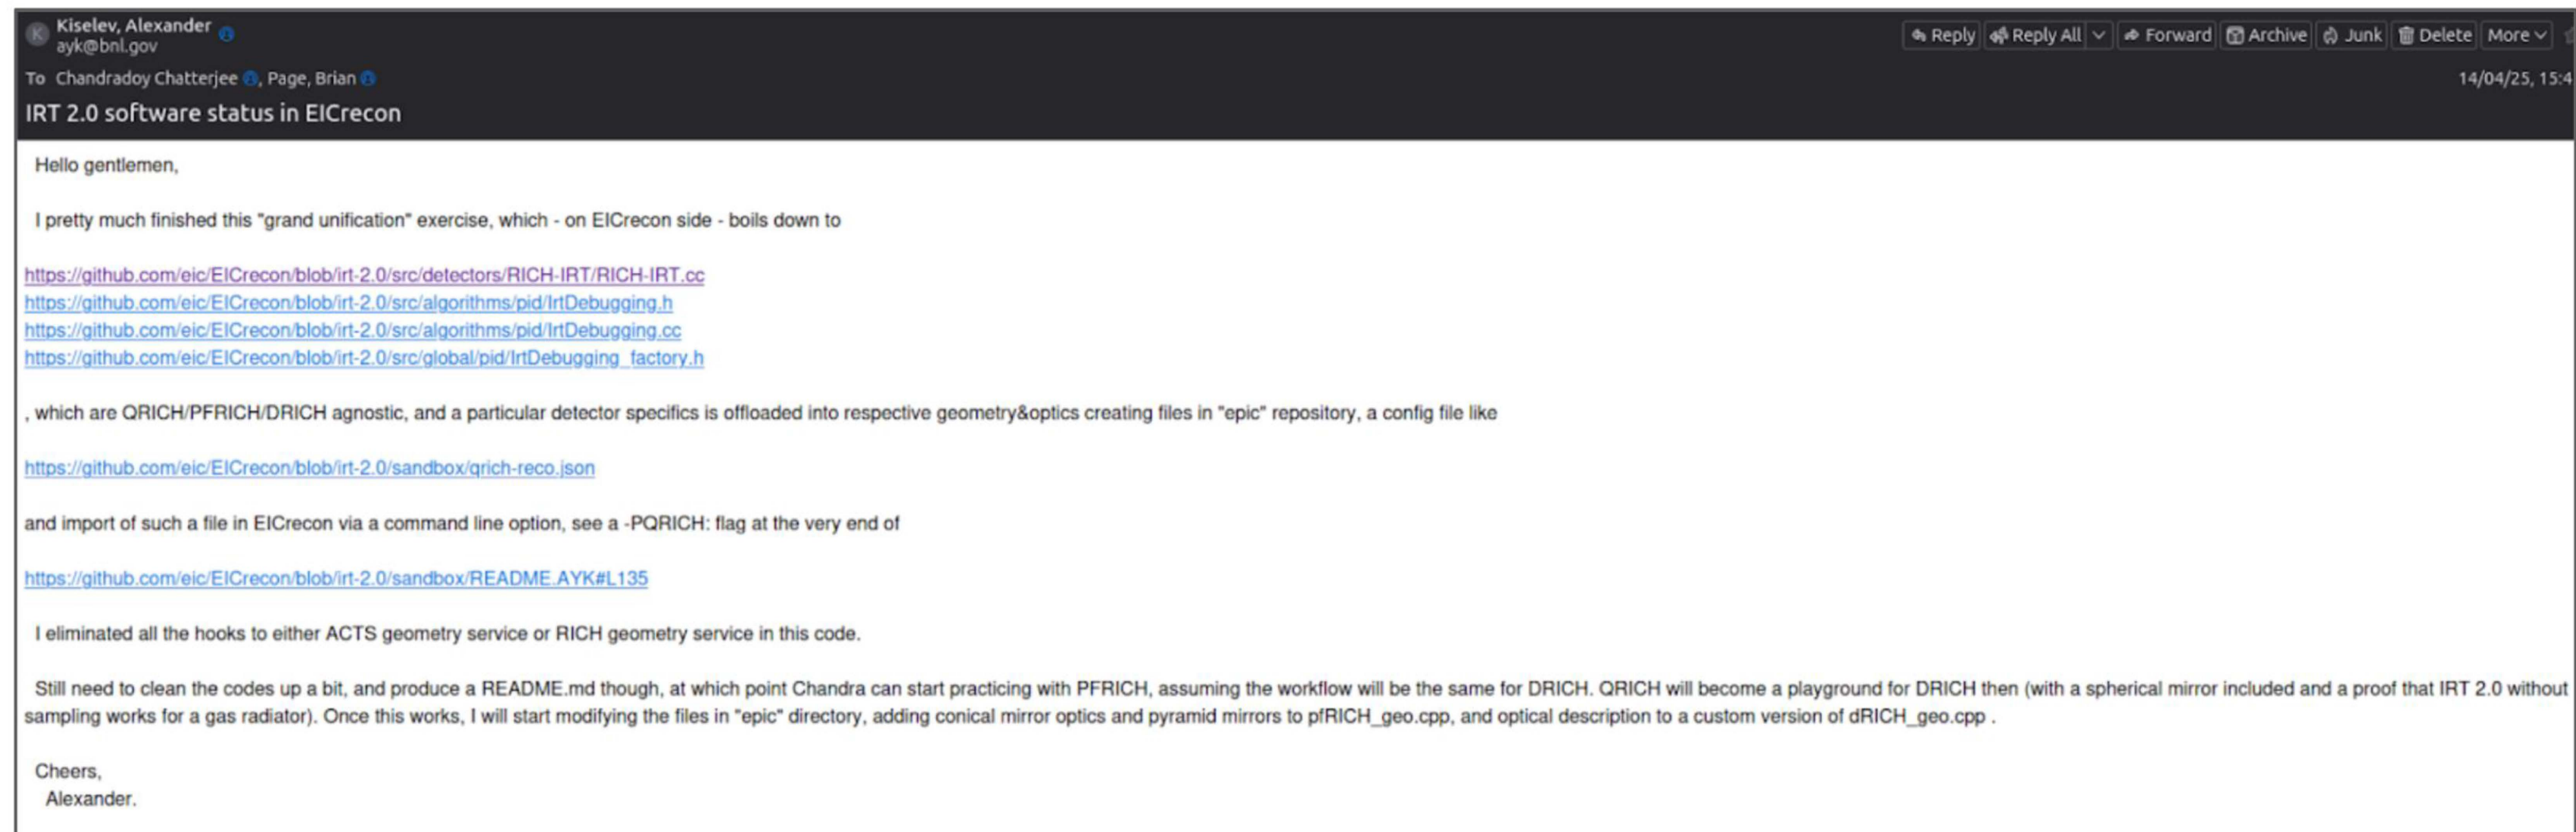 K Kiselev, Alexander
ayk@bnl.gov
Reply Reply All Forward Archive Junk Delete More
To Chandradoy Chatterjee , Page, Brian
14/04/25, 15:4
IRT 2.0 software status in EICrecon
Hello gentlemen,
I pretty much finished this "grand unification" exercise, which - on EICrecon side - boils down to
https://github.com/eic/EICrecon/blob/irt-2.0/src/detectors/RICH-IRT/RICH-IRT.cc
https://github.com/eic/EICrecon/blob/irt-2.0/src/algorithms/pid/IrtDebugging.h
https://github.com/eic/EICrecon/blob/irt-2.0/src/algorithms/pid/IrtDebugging.cc
https://github.com/eic/EICrecon/blob/irt-2.0/src/global/pid/IrtDebugging_factory.h
, which are QRICH/PFRICH/DRICH agnostic, and a particular detector specifics is offloaded into respective geometry&optics creating files in "epic" repository, a config file like
https://github.com/eic/EICrecon/blob/irt-2.0/sandbox/qrich-reco.json
and import of such a file in EICrecon via a command line option, see a -PQRICH: flag at the very end of
https://github.com/eic/EICrecon/blob/irt-2.0/sandbox/README.AYK#L135
I eliminated all the hooks to either ACTS geometry service or RICH geometry service in this code.
Still need to clean the codes up a bit, and produce a README.md though, at which point Chandra can start practicing with PFRICH, assuming the workflow will be the same for DRICH. QRICH will become a playground for DRICH then (with a spherical mirror included and a proof that IRT 2.0 without
sampling works for a gas radiator). Once this works, I will start modifying the files in "epic" directory, adding conical mirror optics and pyramid mirrors to pfRICH_geo.cpp, and optical description to a custom version of dRICH_geo.cpp .
Cheers,
Alexander.